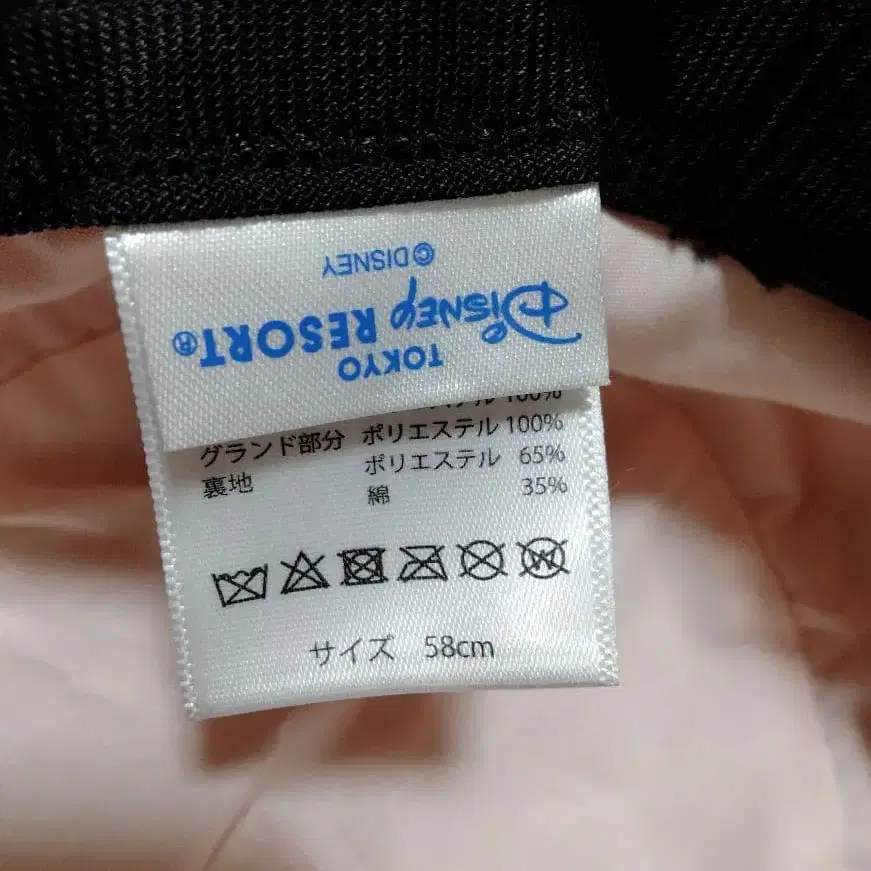 TOKYO
DISNEY RESORT®
©DISNEY
100%
グランド部分 ポリエステル 100%
裏地 ポリエステル 65%
綿 35%
W
サイズ 58cm